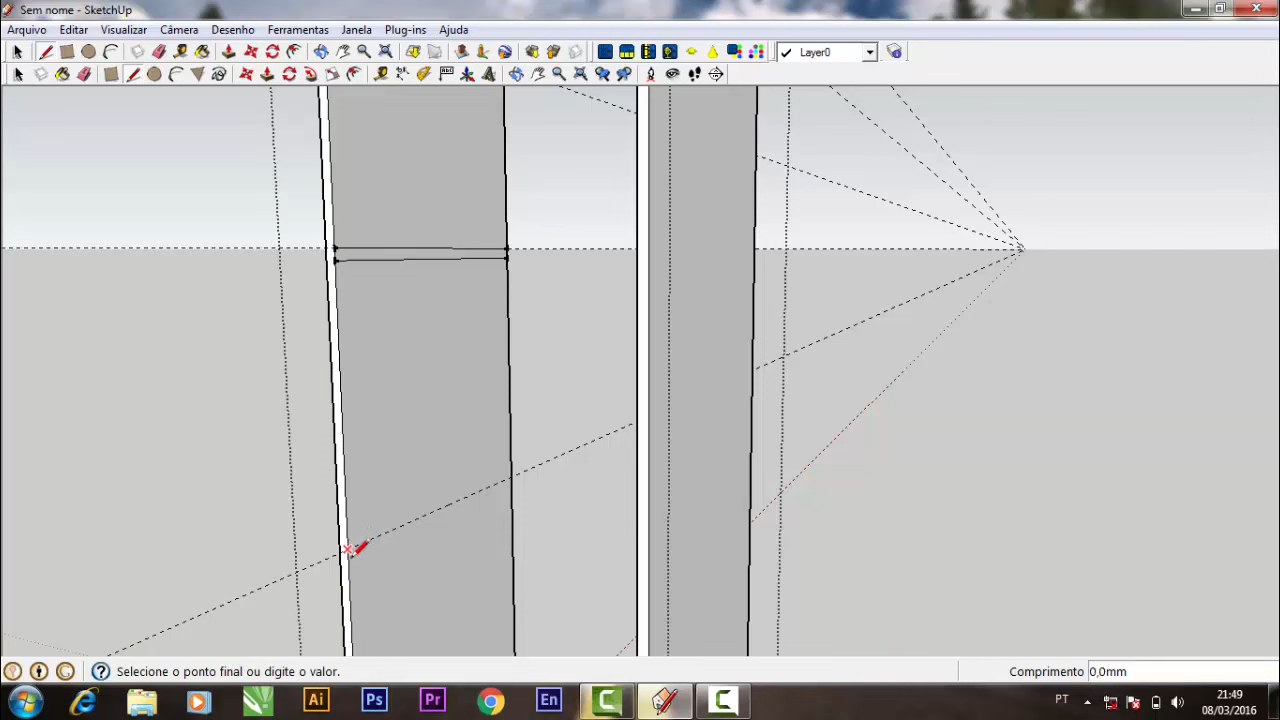 Sem nome - SketchUp
Arquivo Editar Visualizar Câmera Desenho Ferramentas Janela Plug-ins Ajuda
Layer0
Selecione o ponto final ou digite o valor. Comprimento 0,0mm
Ai Ps Pr En PT 21:49
08/03/2016